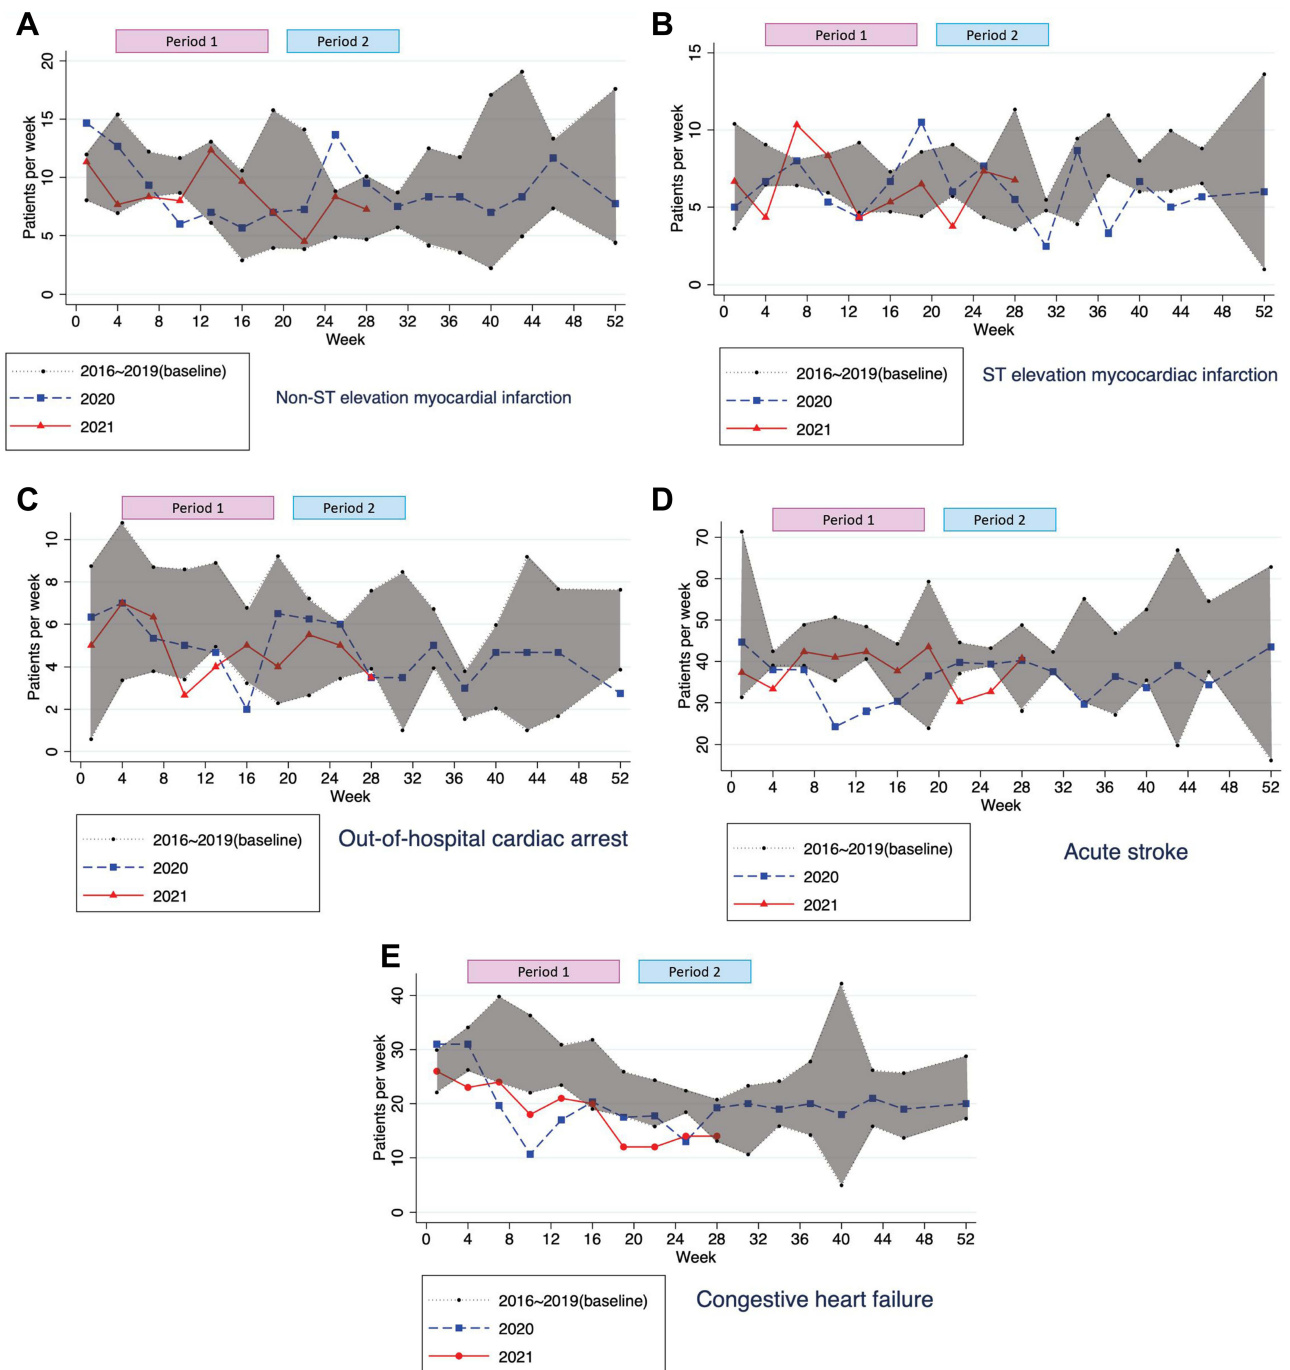 A
Period 1
Period 2
Patients per week
20
15
10
5
0
0 4 8 12 16 20 24 28 32 36 40 44 48 52
Week
2016~2019(baseline)
2020
2021
Non-ST elevation myocardial infarction
B
Period 1
Period 2
Patients per week
15
10
5
0
0 4 8 12 16 20 24 28 32 36 40 44 48 52
Week
2016~2019(baseline)
2020
2021
ST elevation mycocardiac infarction
C
Period 1
Period 2
Patients per week
10
8
6
4
2
0
0 4 8 12 16 20 24 28 32 36 40 44 48 52
Week
2016~2019(baseline)
2020
2021
Out-of-hospital cardiac arrest
D
Period 1
Period 2
Patients per week
70
60
50
40
30
20
0 4 8 12 16 20 24 28 32 36 40 44 48 52
Week
2016~2019(baseline)
2020
2021
Acute stroke
E
Period 1
Period 2
Patients per week
40
30
20
10
0
0 4 8 12 16 20 24 28 32 36 40 44 48 52
Week
2016~2019(baseline)
2020
2021
Congestive heart failure